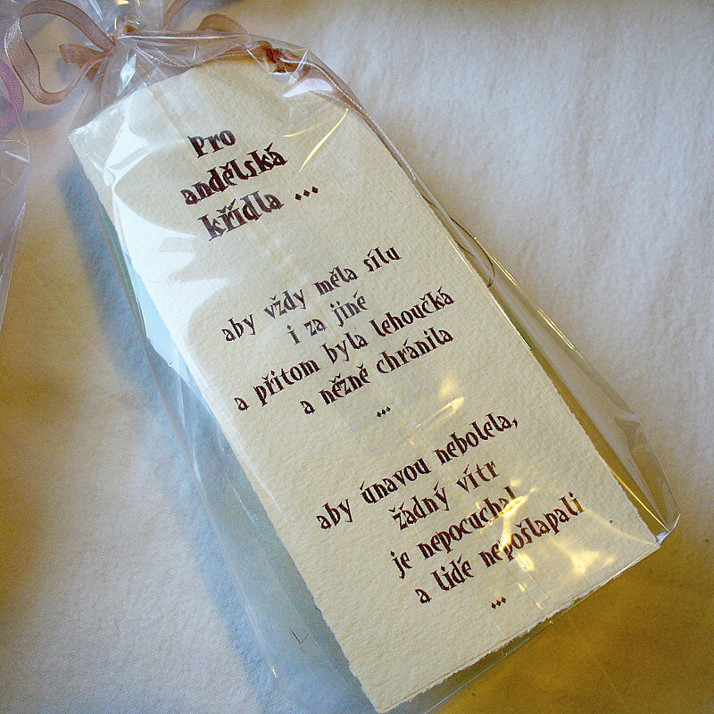 Pro
andělská
křídla ...
aby vždy měla sílu
i za jiné
a přitom byla lehoučká
a něžně chránila
...
aby únavou nebolela,
žádný vítr
je nepocuchal
a lidé nepošlapali
...